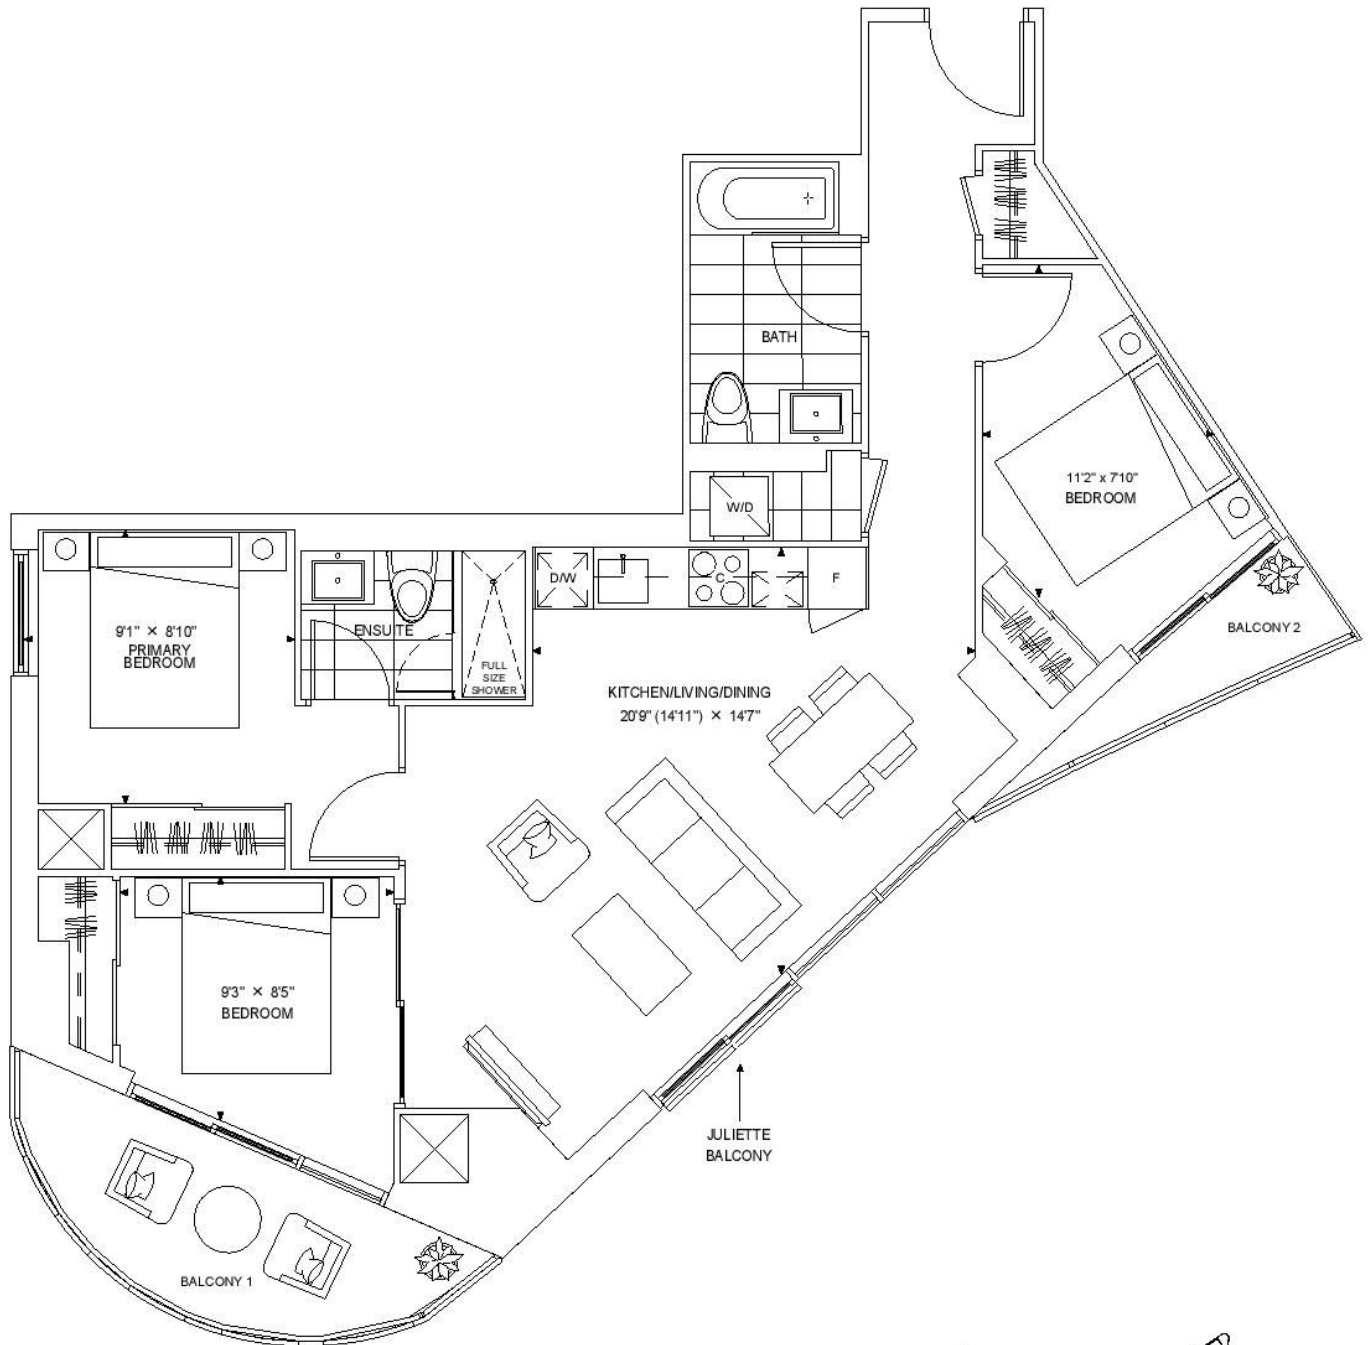 BATH
11'2" x 7'10"
BEDROOM
W/D
D/W
C
F
9'1" × 8'10"
PRIMARY
BEDROOM
ENSUITE
FULL
SIZE
SHOWER
BALCONY 2
KITCHEN/LIVING/DINING
20'9" (14'11") × 14'7"
9'3" × 8'5"
BEDROOM
JULIETTE
BALCONY
BALCONY 1